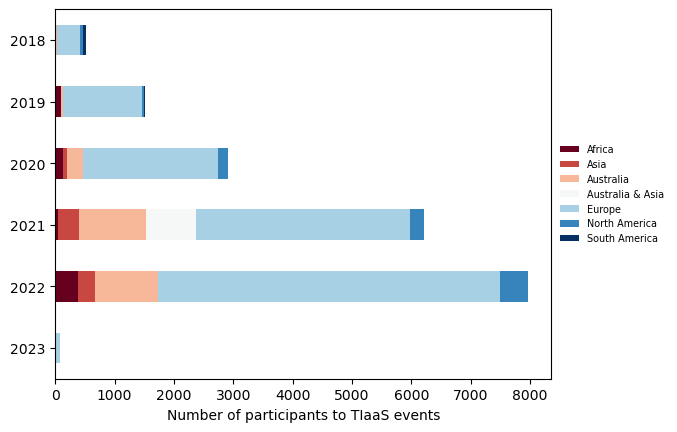 2018
2019
2020
2021
2022
2023
0 1000 2000 3000 4000 5000 6000 7000 8000
Number of participants to TIaaS events
Africa
Asia
Australia
Australia & Asia
Europe
North America
South America